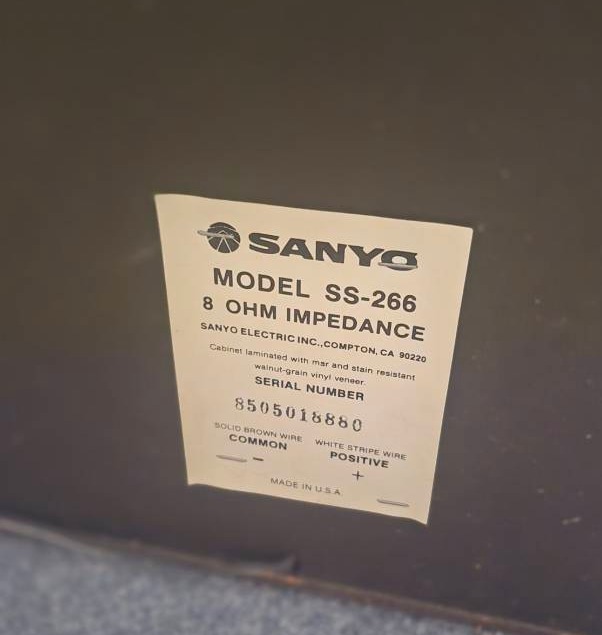 SANYO
MODEL SS-266
8 OHM IMPEDANCE
SANYO ELECTRIC INC., COMPTON, CA 90220
Cabinet laminated with mar and stain resistant
walnut-grain vinyl veneer.
SERIAL NUMBER
8505018880
SOLID BROWN WIRE WHITE STRIPE WIRE
COMMON POSITIVE
- +
MADE IN U.S.A.